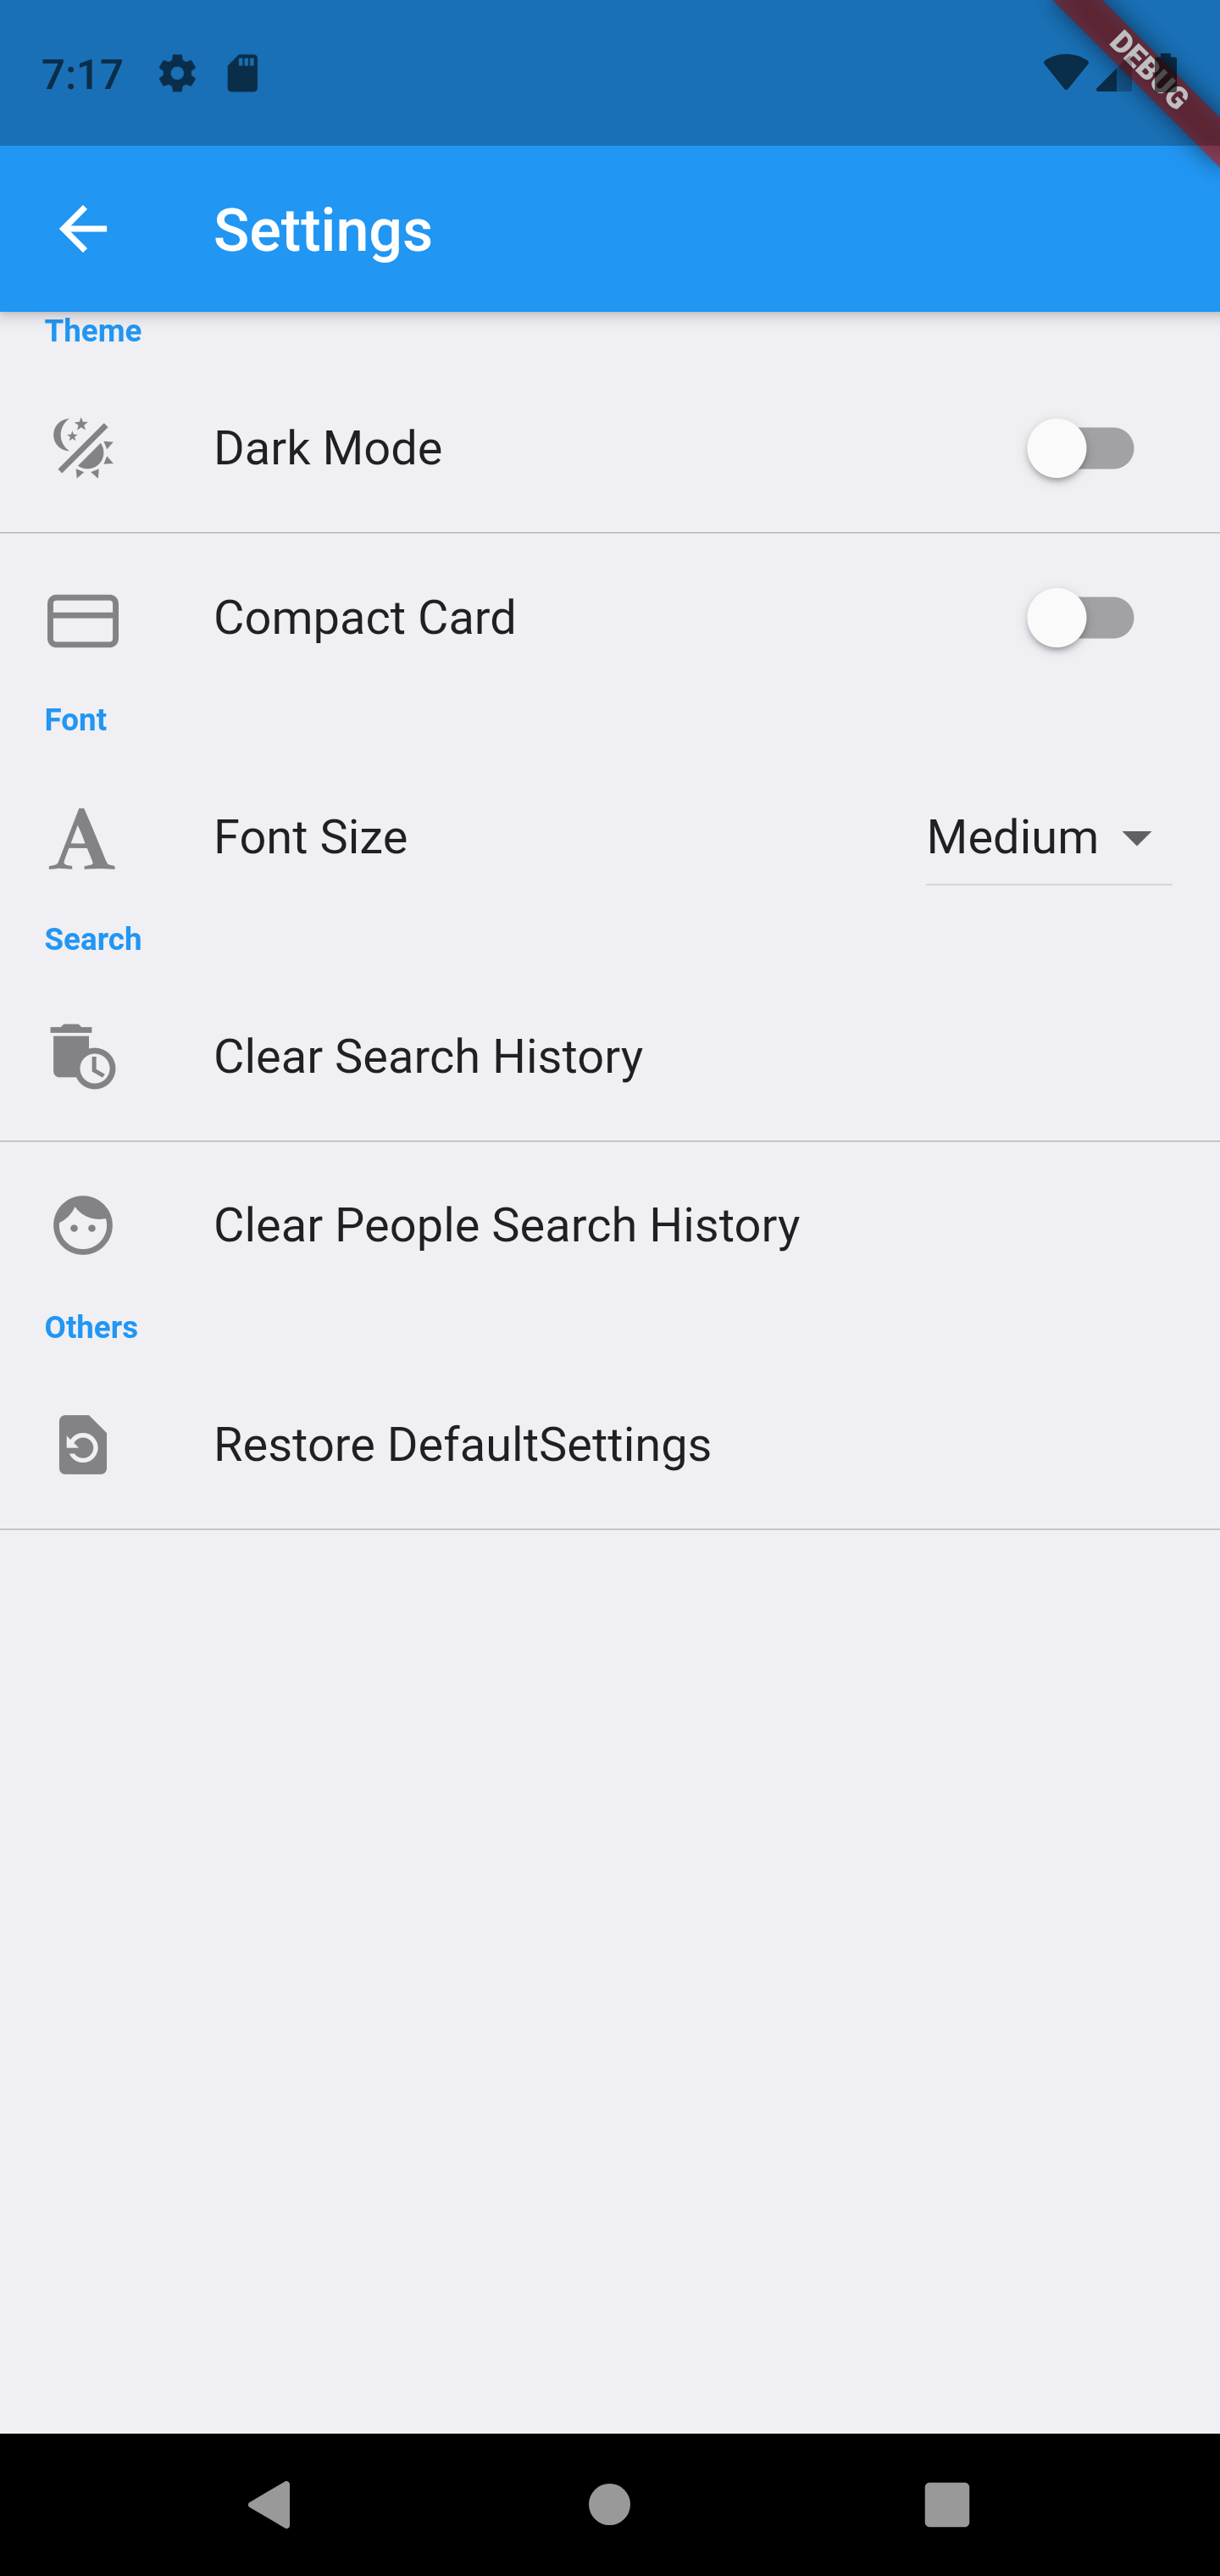 7:17
DEBUG
Settings
Theme
Dark Mode
Compact Card
Font
Font Size
Medium
Search
Clear Search History
Clear People Search History
Others
Restore DefaultSettings